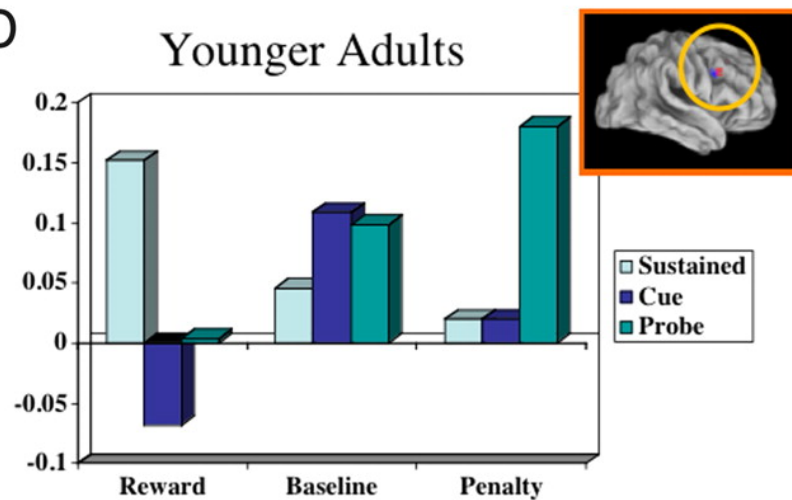 Younger Adults
0.2
0.15
0.1
0.05
0
-0.05
-0.1
Reward Baseline Penalty
Sustained
Cue
Probe